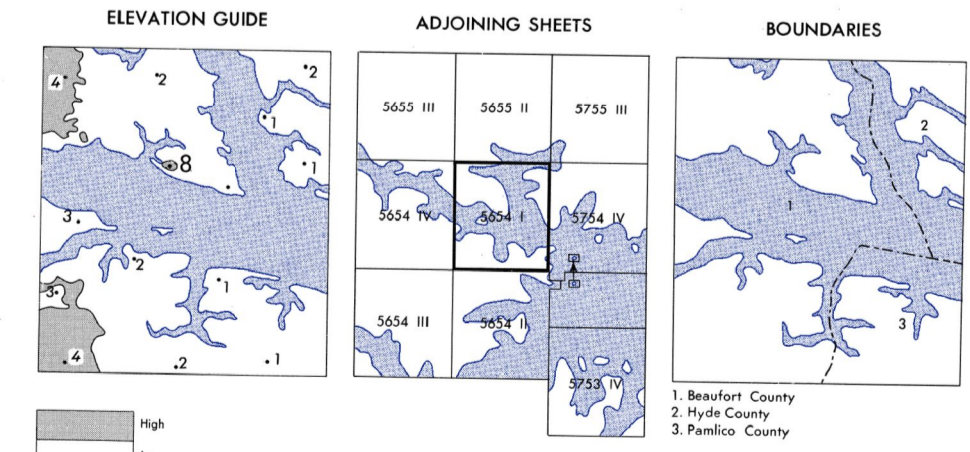 ELEVATION GUIDE
4
2
2
1
8
1
3
2
1
3
4
2
1
High
ADJOINING SHEETS
5655 III
5655 II
5755 III
5654 IV
5654 I
5754 IV
5654 III
5654 II
5753 IV
BOUNDARIES
2
1
3
1. Beaufort County
2. Hyde County
3. Pamlico County